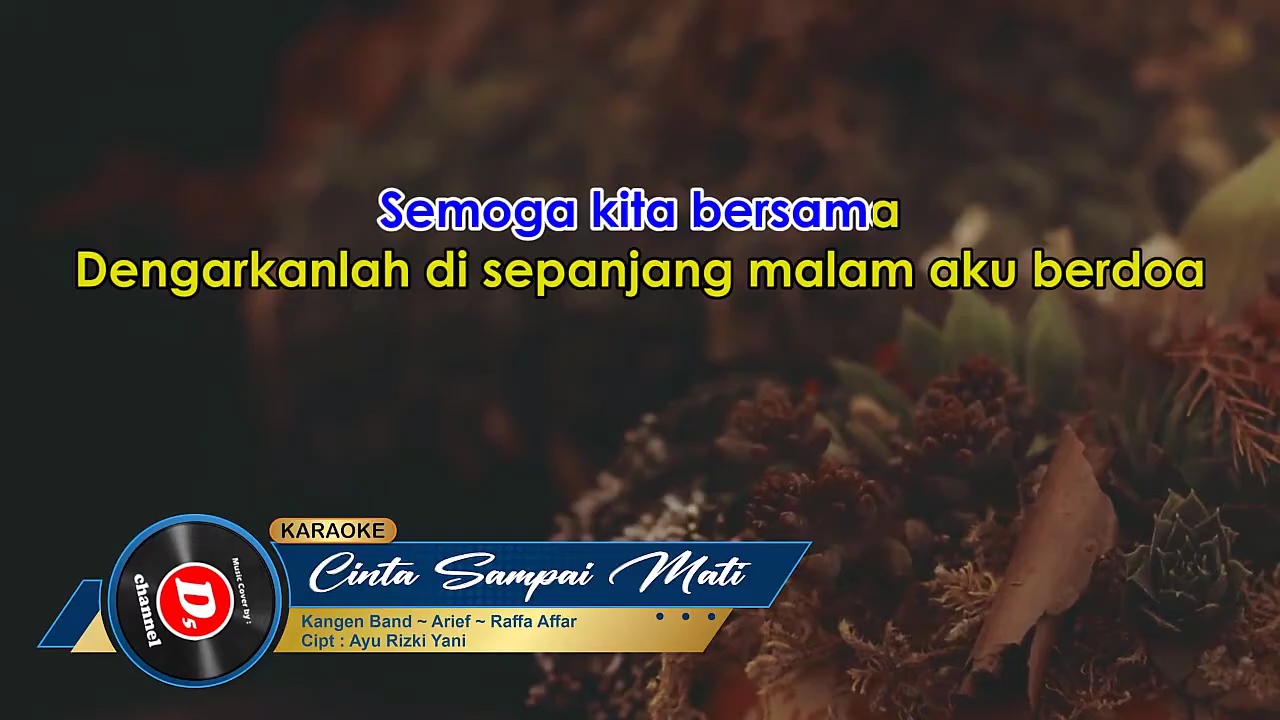 Semoga kita bersama
Dengarkanlah di sepanjang malam aku berdoa
KARAOKE
Cinta Sampai Mati
Kangen Band ~ Arief ~ Raffa Affar
Cipt : Ayu Rizki Yani
Music Cover by :
Ds
channel